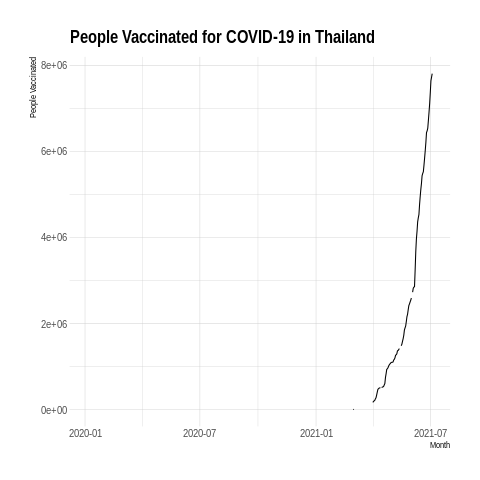 People Vaccinated for COVID-19 in Thailand
People Vaccinated
8e+06
6e+06
4e+06
2e+06
0e+00
2020-01
2020-07
2021-01
2021-07
Month